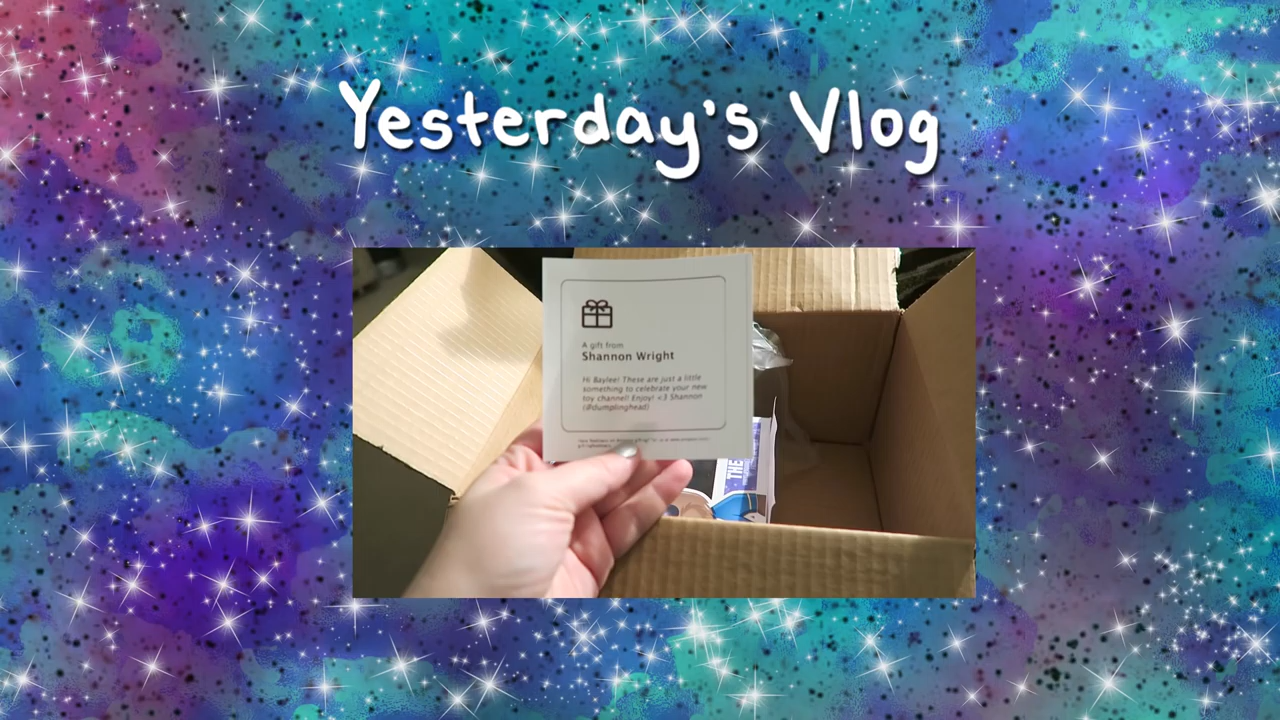 Yesterday's Vlog
A gift from
Shannon Wright
Hi Baylee! These are just a little
something to celebrate your new
toy channel! Enjoy! <3 Shannon
(@dumplinghead)
THE